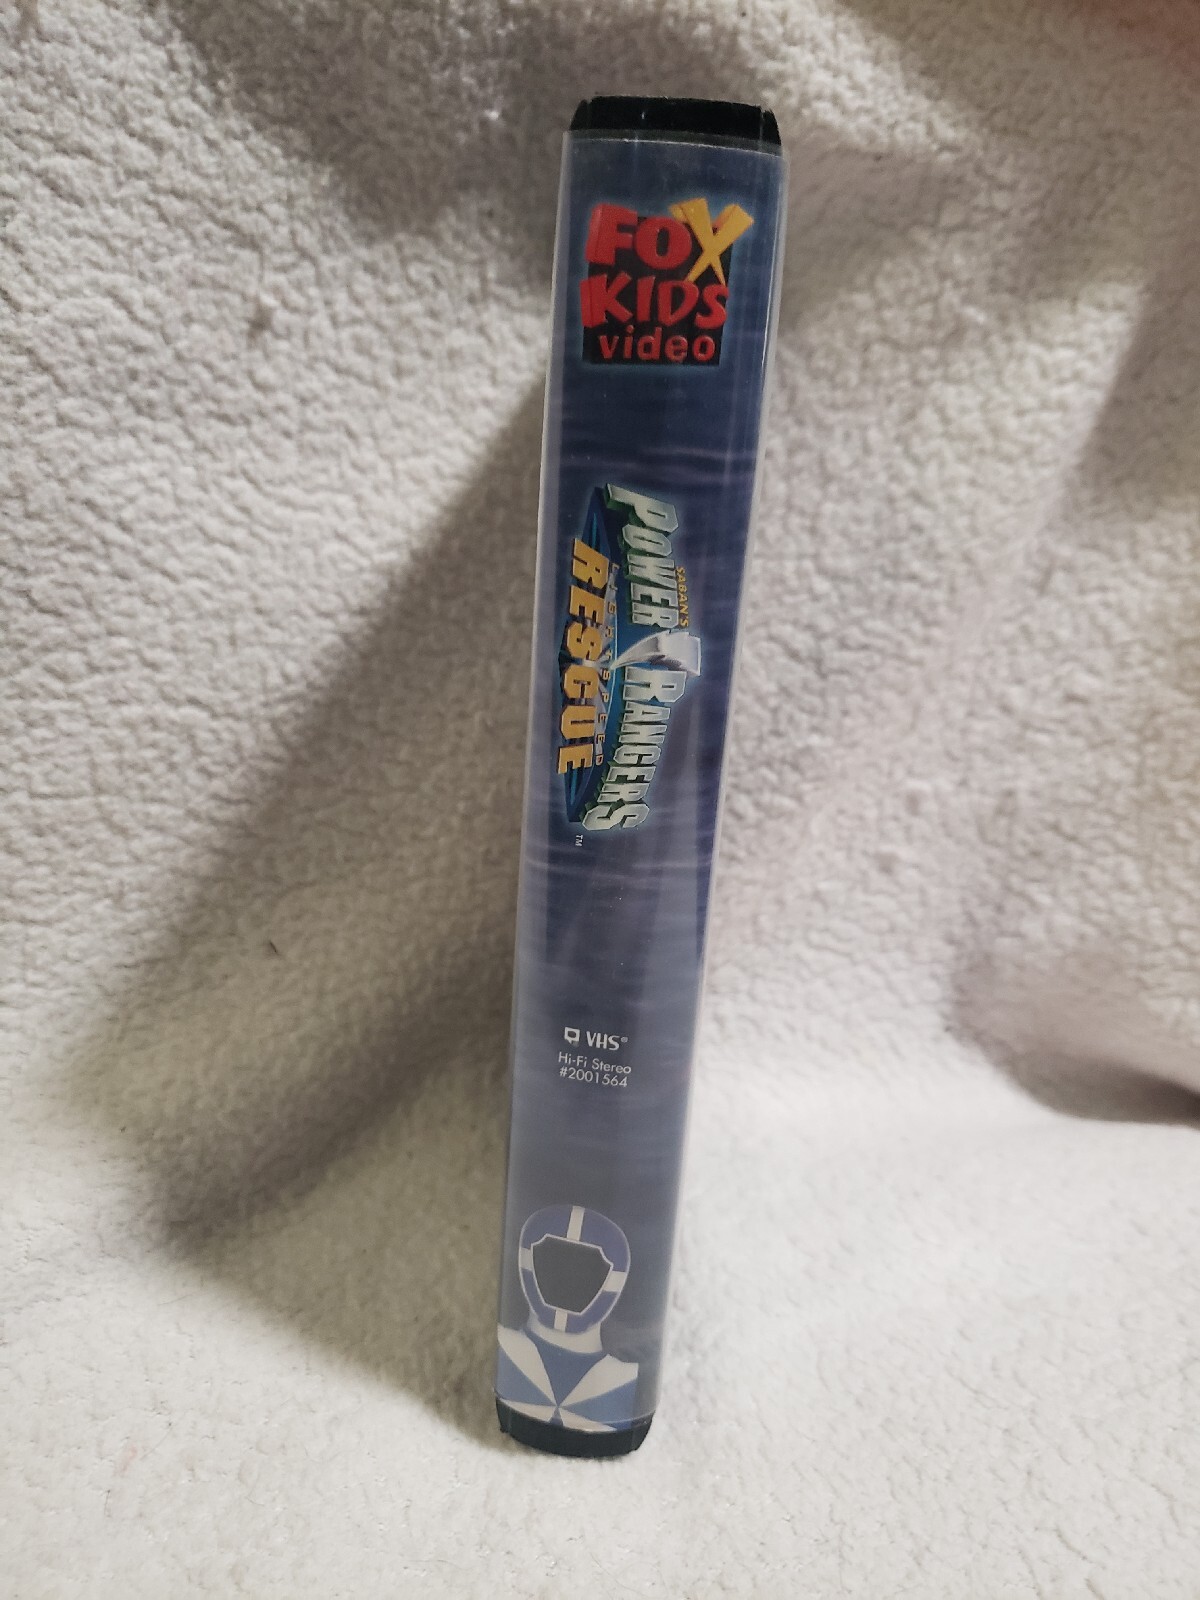 FOX
KIDS
video
SABAN'S
POWER RANGERS
LIGHTSPEED
RESCUE
TM
VHS®
Hi-Fi Stereo
#2001564